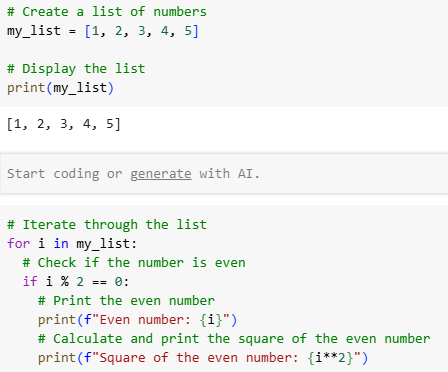 # Create a list of numbers
my_list = [1, 2, 3, 4, 5]
# Display the list
print(my_list)
[1, 2, 3, 4, 5]
Start coding or generate with AI.
# Iterate through the list
for i in my_list:
  # Check if the number is even
  if i % 2 == 0:
    # Print the even number
    print(f"Even number: {i}")
    # Calculate and print the square of the even number
    print(f"Square of the even number: {i**2}")